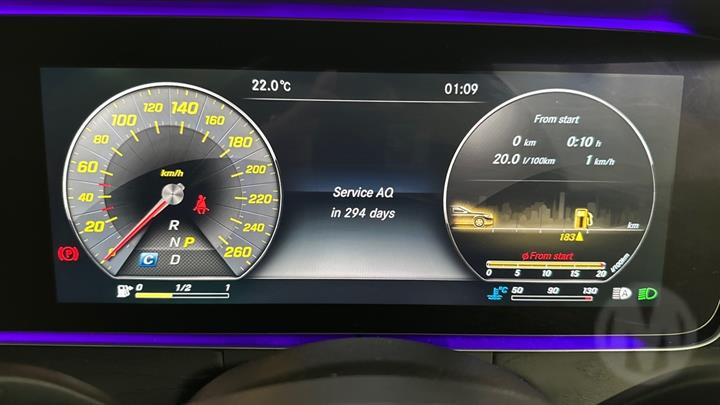 22.0°C
01:09
0 20 40 60 80 100 120 140 160 180 200 220 240 260
km/h
R
N P
C D
0 1/2 1
Service AQ
in 294 days
From start
0 km 0:10 h
20.0 l/100km 1 km/h
km
183
ø From start
0 5 10 15 20
l/100km
°C 50 90 130
A
P
M